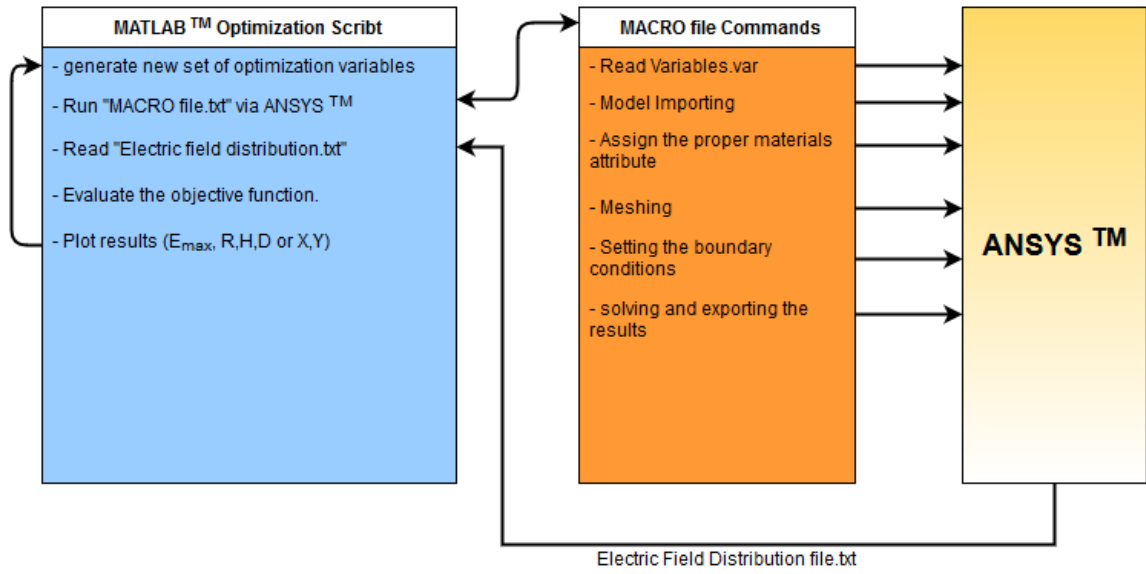 MATLAB TM Optimization Scribt
- generate new set of optimization variables
- Run "MACRO file.txt" via ANSYS TM
- Read "Electric field distribution.txt"
- Evaluate the objective function.
- Plot results (Emax, R,H,D or X,Y)
MACRO file Commands
- Read Variables.var
- Model Importing
- Assign the proper materials
attribute
- Meshing
- Setting the boundary
conditions
- solving and exporting the
results
ANSYS TM
Electric Field Distribution file.txt